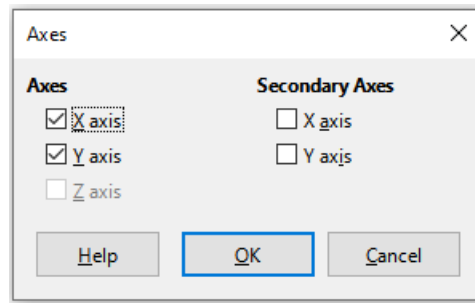 Axes
Axes Secondary Axes
X axis X axis
Y axis Y axis
Z axis
Help OK Cancel